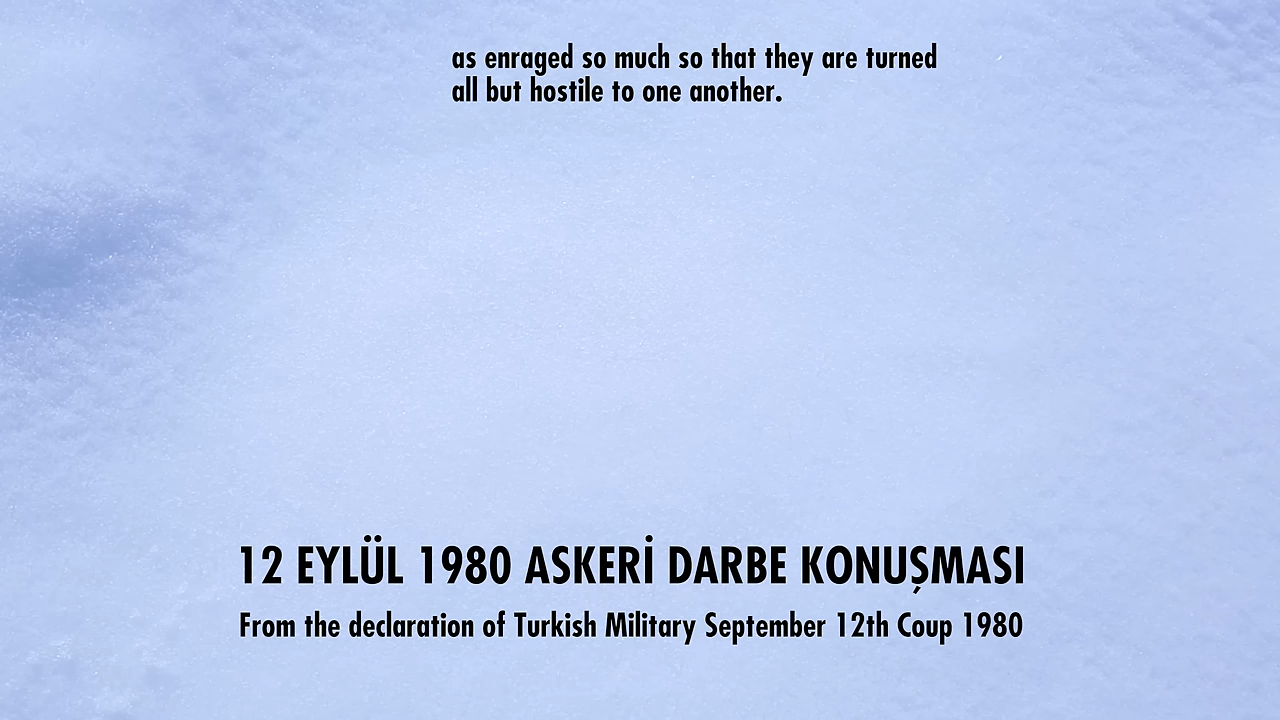 as enraged so much so that they are turned
all but hostile to one another.
12 EYLÜL 1980 ASKERİ DARBE KONUŞMASI
From the declaration of Turkish Military September 12th Coup 1980